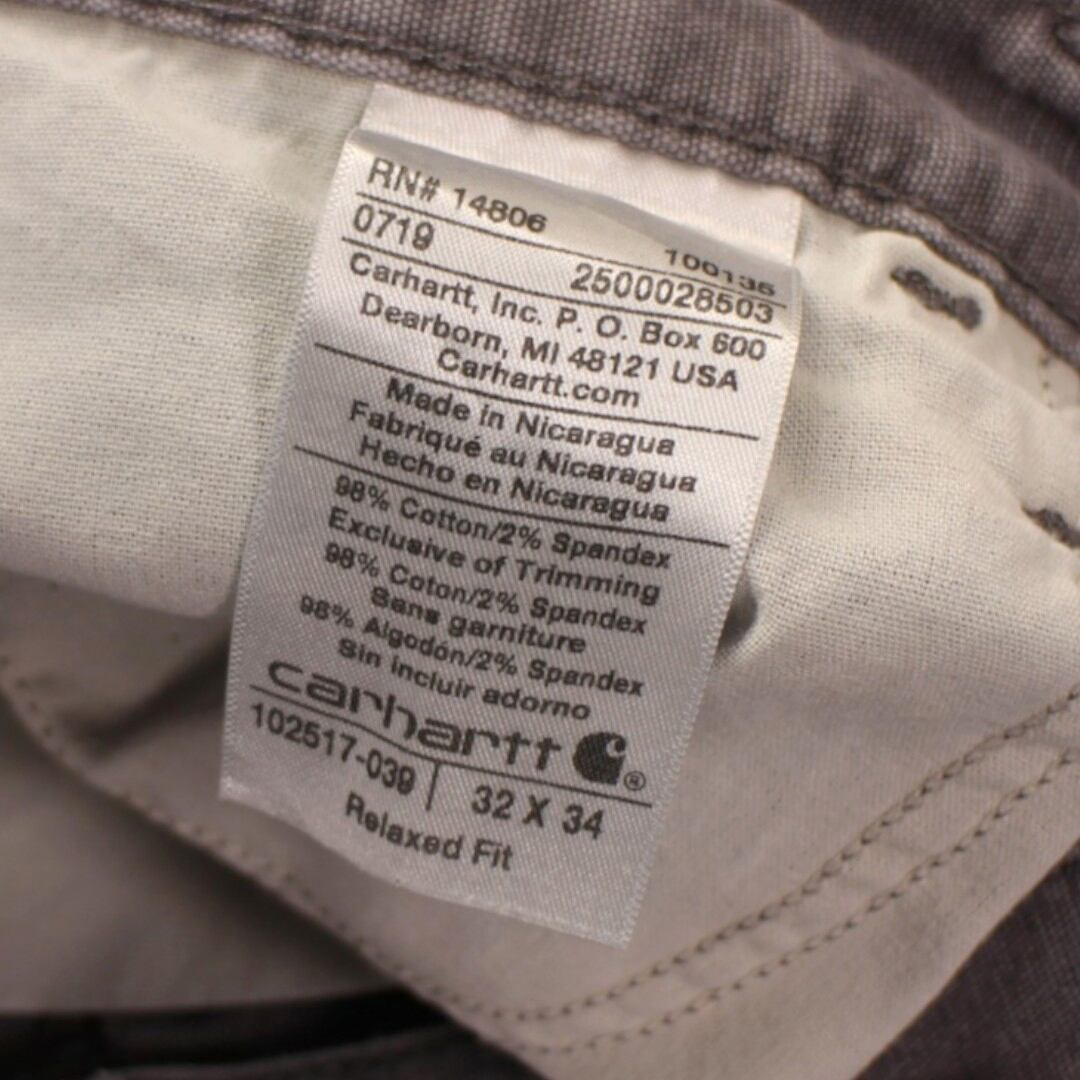 RN# 14806 100135
0719 2500028503
Carhartt, Inc. P. O. Box 600
Dearborn, MI 48121 USA
Carhartt.com
Made in Nicaragua
Fabriqué au Nicaragua
Hecho en Nicaragua
98% Cotton/2% Spandex
Exclusive of Trimming
98% Coton/2% Spandex
Sans garniture
98% Algodón/2% Spandex
Sin incluir adorno
carhartt ®
102517-039 | 32 X 34
Relaxed Fit